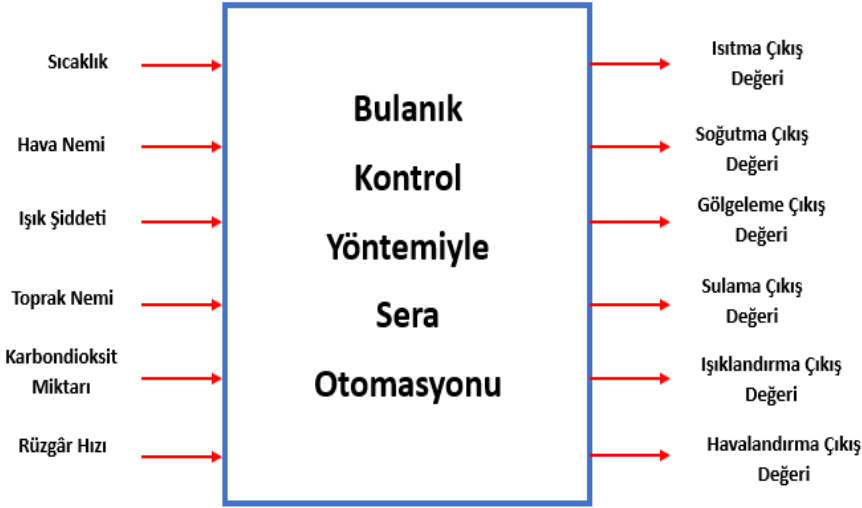 Sıcaklık
Hava Nemi
Işık Şiddeti
Toprak Nemi
Karbondioksit
Miktarı
Rüzgâr Hızı
Bulanık
Kontrol
Yöntemiyle
Sera
Otomasyonu
Isıtma Çıkış
Değeri
Soğutma Çıkış
Değeri
Gölgeleme Çıkış
Değeri
Sulama Çıkış
Değeri
Işıklandırma Çıkış
Değeri
Havalandırma Çıkış
Değeri